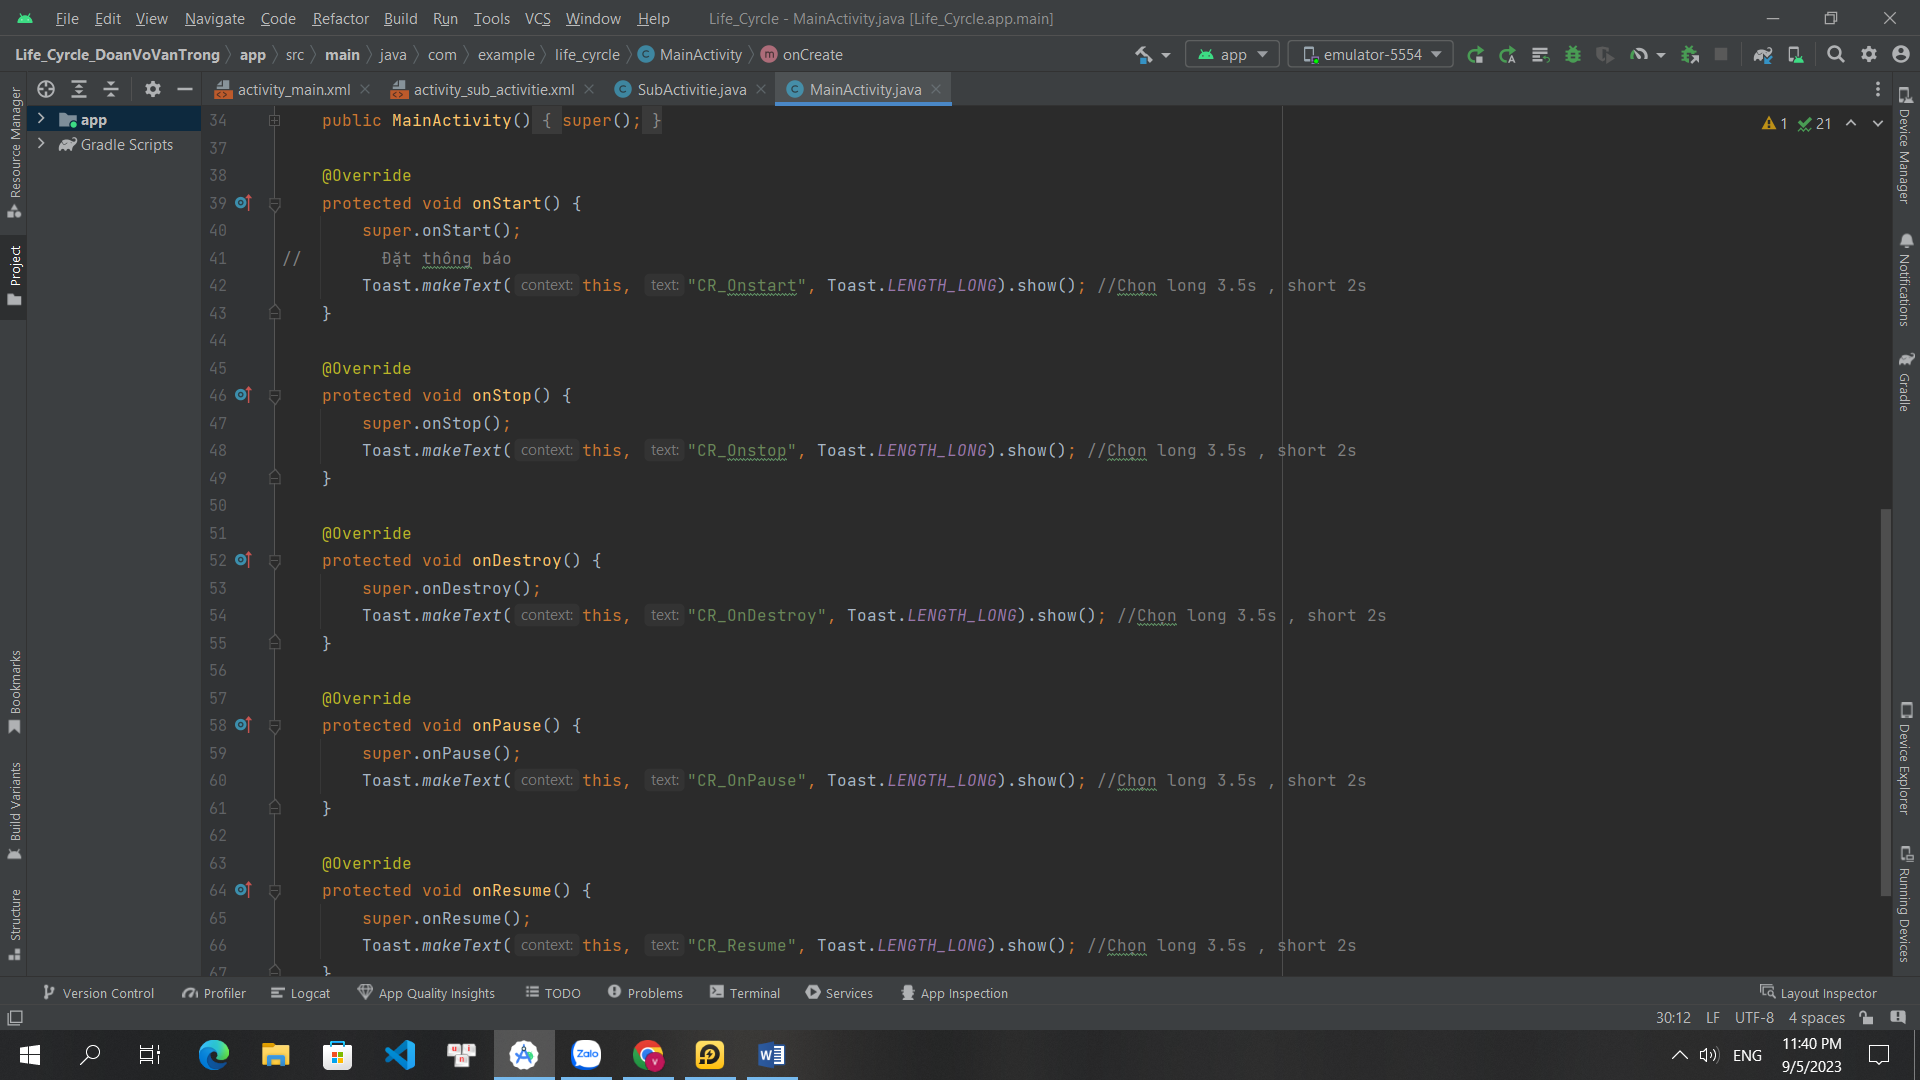 File Edit View Navigate Code Refactor Build Run Tools VCS Window Help Life_Cyrcle - MainActivity.java [Life_Cyrcle.app.main]
Life_Cyrcle_DoanVoVanTrong app src main java com example life_cyrcle MainActivity onCreate app emulator-5554
activity_main.xml activity_sub_activitie.xml SubActivitie.java MainActivity.java
app
Gradle Scripts
Resource Manager
Project
Bookmarks
Build Variants
Structure
1 21
34 public MainActivity() { super(); }
37
38 @Override
39 protected void onStart() {
40 super.onStart();
41 // Đặt thông báo
42 Toast.makeText( context: this, text: "CR_Onstart", Toast.LENGTH_LONG).show(); //Chọn long 3.5s , short 2s
43 }
44
45 @Override
46 protected void onStop() {
47 super.onStop();
48 Toast.makeText( context: this, text: "CR_Onstop", Toast.LENGTH_LONG).show(); //Chọn long 3.5s , short 2s
49 }
50
51 @Override
52 protected void onDestroy() {
53 super.onDestroy();
54 Toast.makeText( context: this, text: "CR_OnDestroy", Toast.LENGTH_LONG).show(); //Chọn long 3.5s , short 2s
55 }
56
57 @Override
58 protected void onPause() {
59 super.onPause();
60 Toast.makeText( context: this, text: "CR_OnPause", Toast.LENGTH_LONG).show(); //Chọn long 3.5s , short 2s
61 }
62
63 @Override
64 protected void onResume() {
65 super.onResume();
66 Toast.makeText( context: this, text: "CR_Resume", Toast.LENGTH_LONG).show(); //Chọn long 3.5s , short 2s
67 }
Device Manager
Notifications
Gradle
Device Explorer
Running Devices
Version Control Profiler Logcat App Quality Insights TODO Problems Terminal Services App Inspection Layout Inspector
30:12 LF UTF-8 4 spaces
Zalo
ENG
11:40 PM
9/5/2023